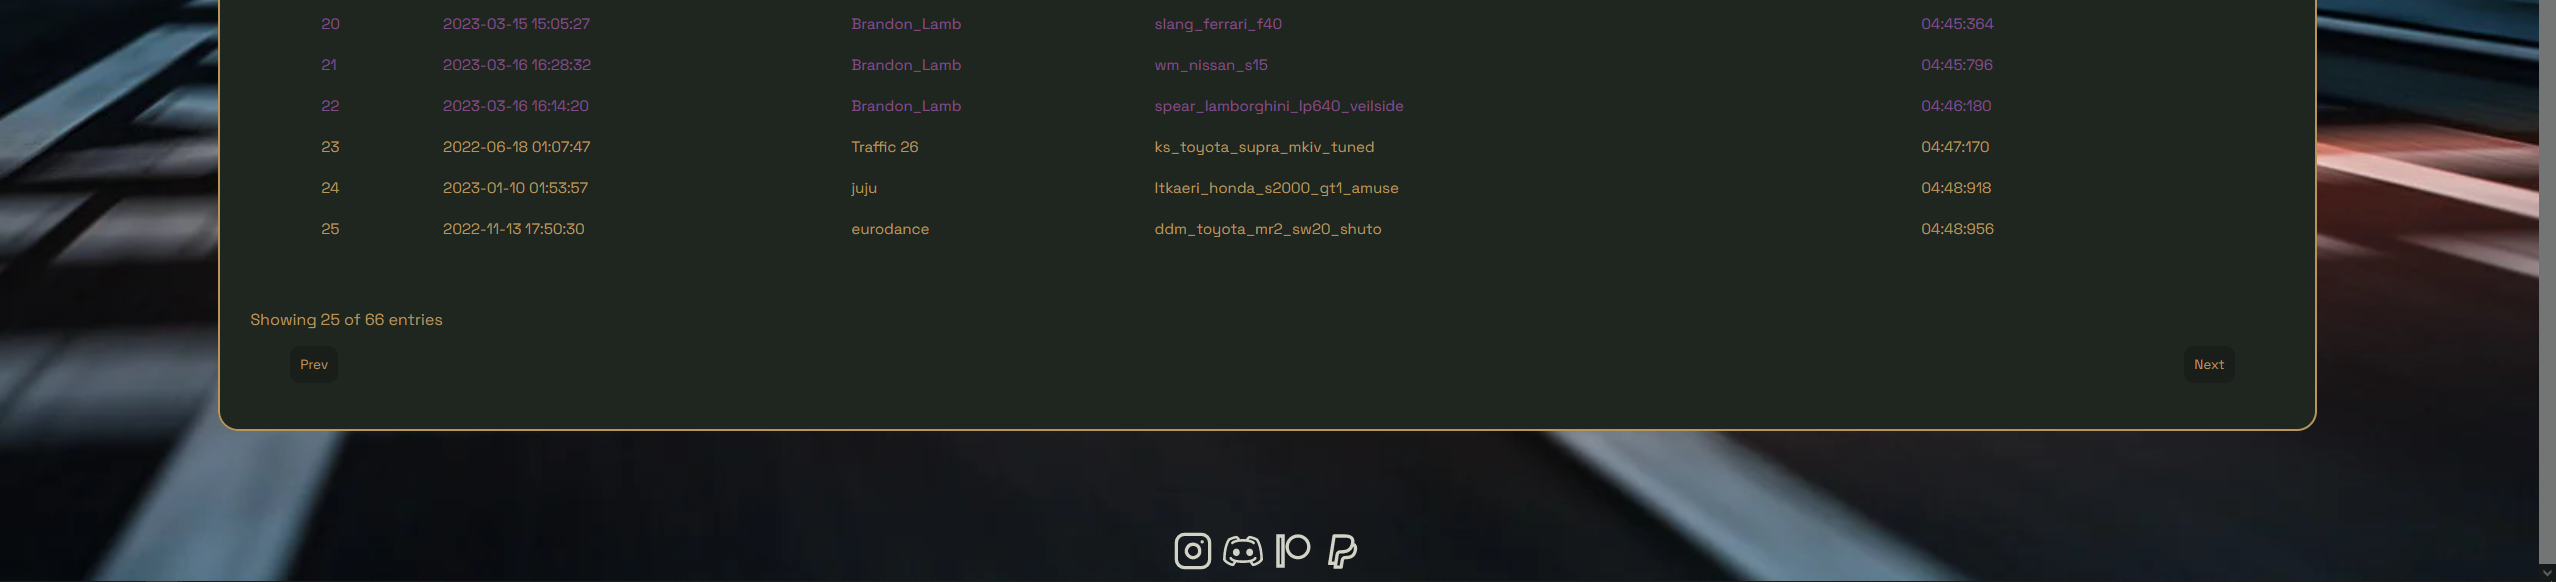 20 2023-03-15 15:05:27 Brandon_Lamb slang_ferrari_f40 04:45:364
21 2023-03-16 16:28:32 Brandon_Lamb wm_nissan_s15 04:45:796
22 2023-03-16 16:14:20 Brandon_Lamb spear_lamborghini_lp640_veilside 04:46:180
23 2022-06-18 01:07:47 Traffic 26 ks_toyota_supra_mkiv_tuned 04:47:170
24 2023-01-10 01:53:57 juju ltkaeri_honda_s2000_gt1_amuse 04:48:918
25 2022-11-13 17:50:30 eurodance ddm_toyota_mr2_sw20_shuto 04:48:956
Showing 25 of 66 entries
Prev Next